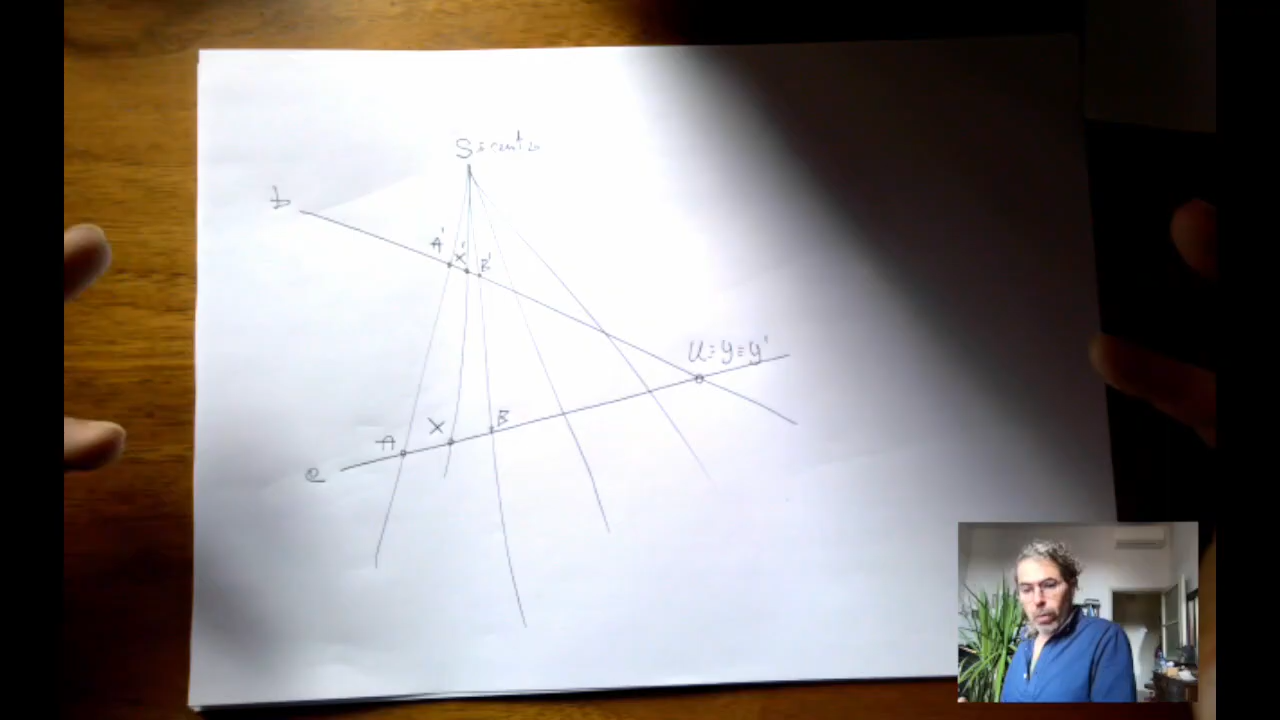 S ≡ centro
b
A' X' B'
U ≡ y ≡ y'
A X B
a